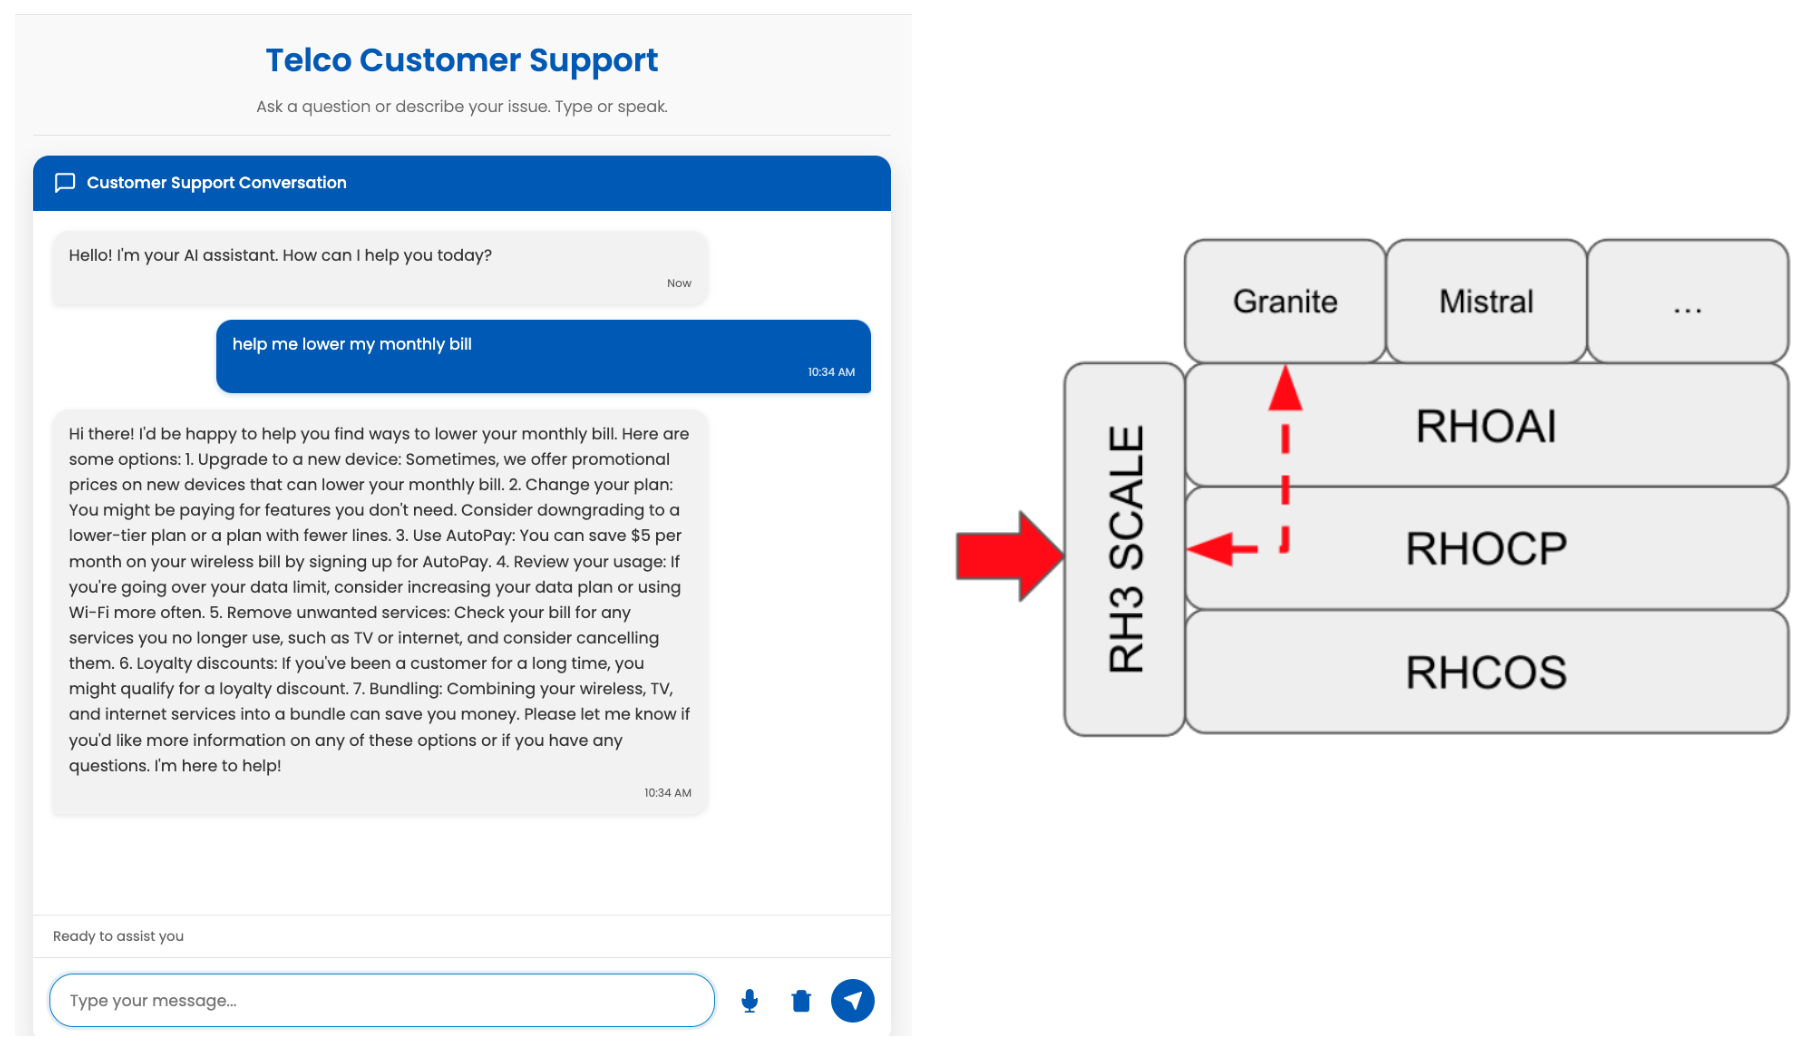 Telco Customer Support
Ask a question or describe your issue. Type or speak.
Customer Support Conversation
Hello! I'm your AI assistant. How can I help you today?
Now
help me lower my monthly bill
10:34 AM
Hi there! I'd be happy to help you find ways to lower your monthly bill. Here are
some options: 1. Upgrade to a new device: Sometimes, we offer promotional
prices on new devices that can lower your monthly bill. 2. Change your plan:
You might be paying for features you don't need. Consider downgrading to a
lower-tier plan or a plan with fewer lines. 3. Use AutoPay: You can save $5 per
month on your wireless bill by signing up for AutoPay. 4. Review your usage: If
you're going over your data limit, consider increasing your data plan or using
Wi-Fi more often. 5. Remove unwanted services: Check your bill for any
services you no longer use, such as TV or internet, and consider cancelling
them. 6. Loyalty discounts: If you've been a customer for a long time, you
might qualify for a loyalty discount. 7. Bundling: Combining your wireless, TV,
and internet services into a bundle can save you money. Please let me know if
you'd like more information on any of these options or if you have any
questions. I'm here to help!
10:34 AM
Ready to assist you
Type your message...
Granite
Mistral
...
RH3 SCALE
RHOAI
RHOCP
RHCOS